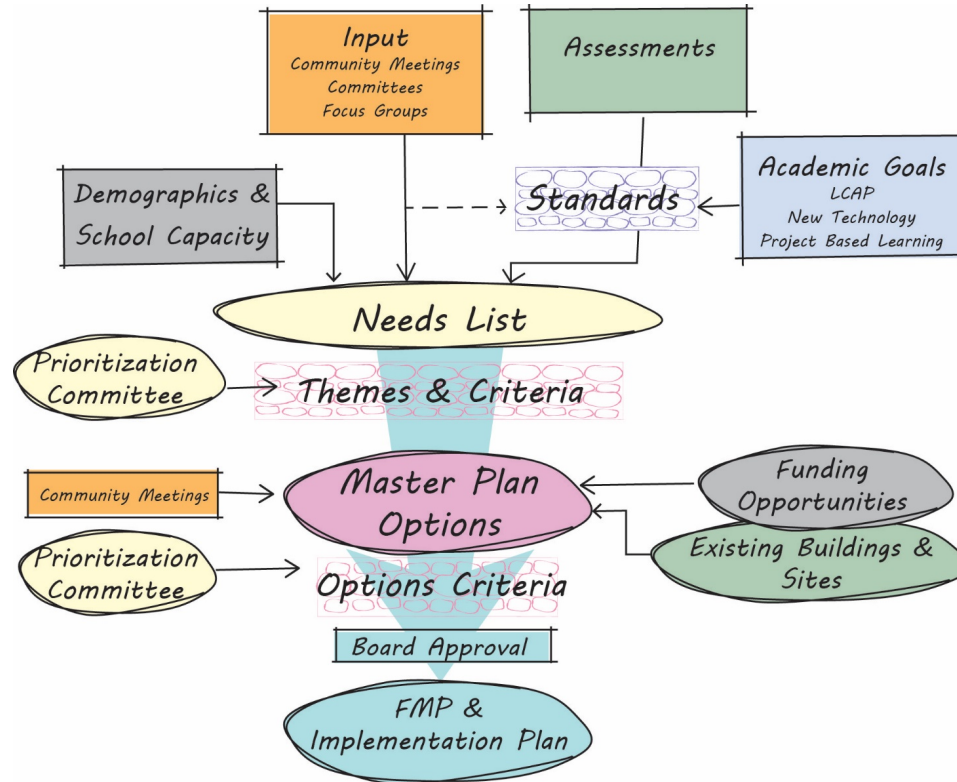 Input
Community Meetings
Committees
Focus Groups
Assessments
Demographics &
School Capacity
Standards
Academic Goals
LCAP
New Technology
Project Based Learning
Needs List
Prioritization
Committee
Themes & Criteria
Community Meetings
Master Plan
Options
Funding
Opportunities
Existing Buildings &
Sites
Prioritization
Committee
Options Criteria
Board Approval
FMP &
Implementation Plan